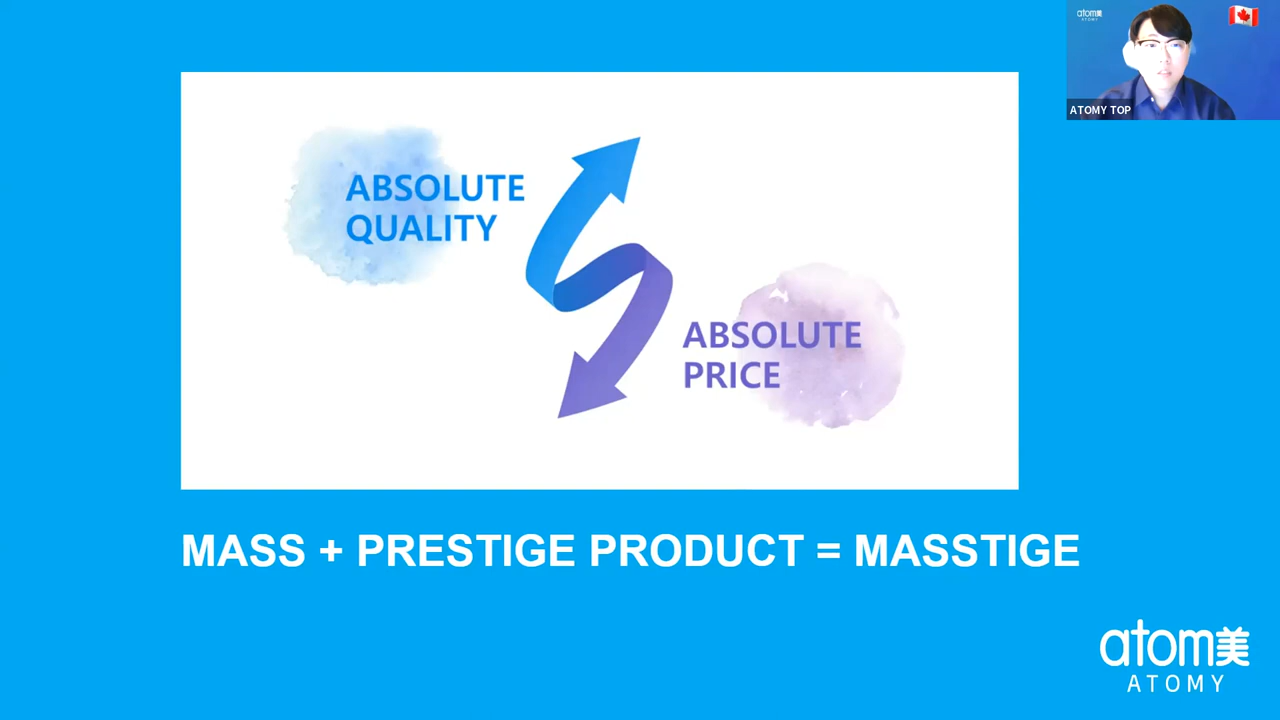 atom美
ATOMY
ATOMY TOP
ABSOLUTE
QUALITY
ABSOLUTE
PRICE
MASS + PRESTIGE PRODUCT = MASSTIGE
atom美
ATOMY